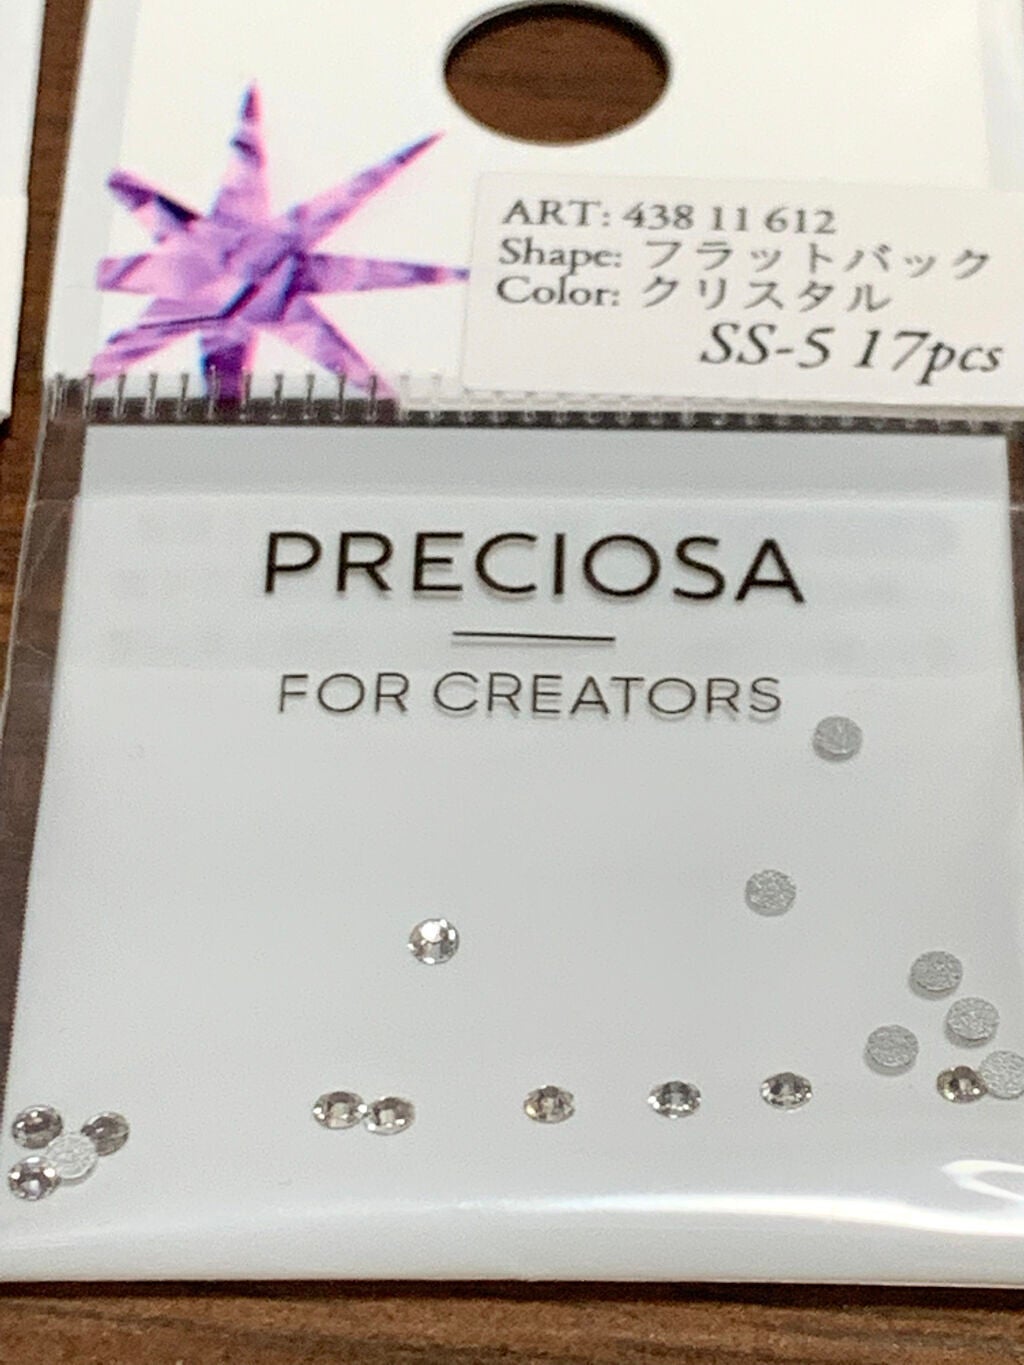 ART: 438 11 612
Shape: フラットバック
Color: クリスタル
SS-5 17pcs
PRECIOSA
FOR CREATORS